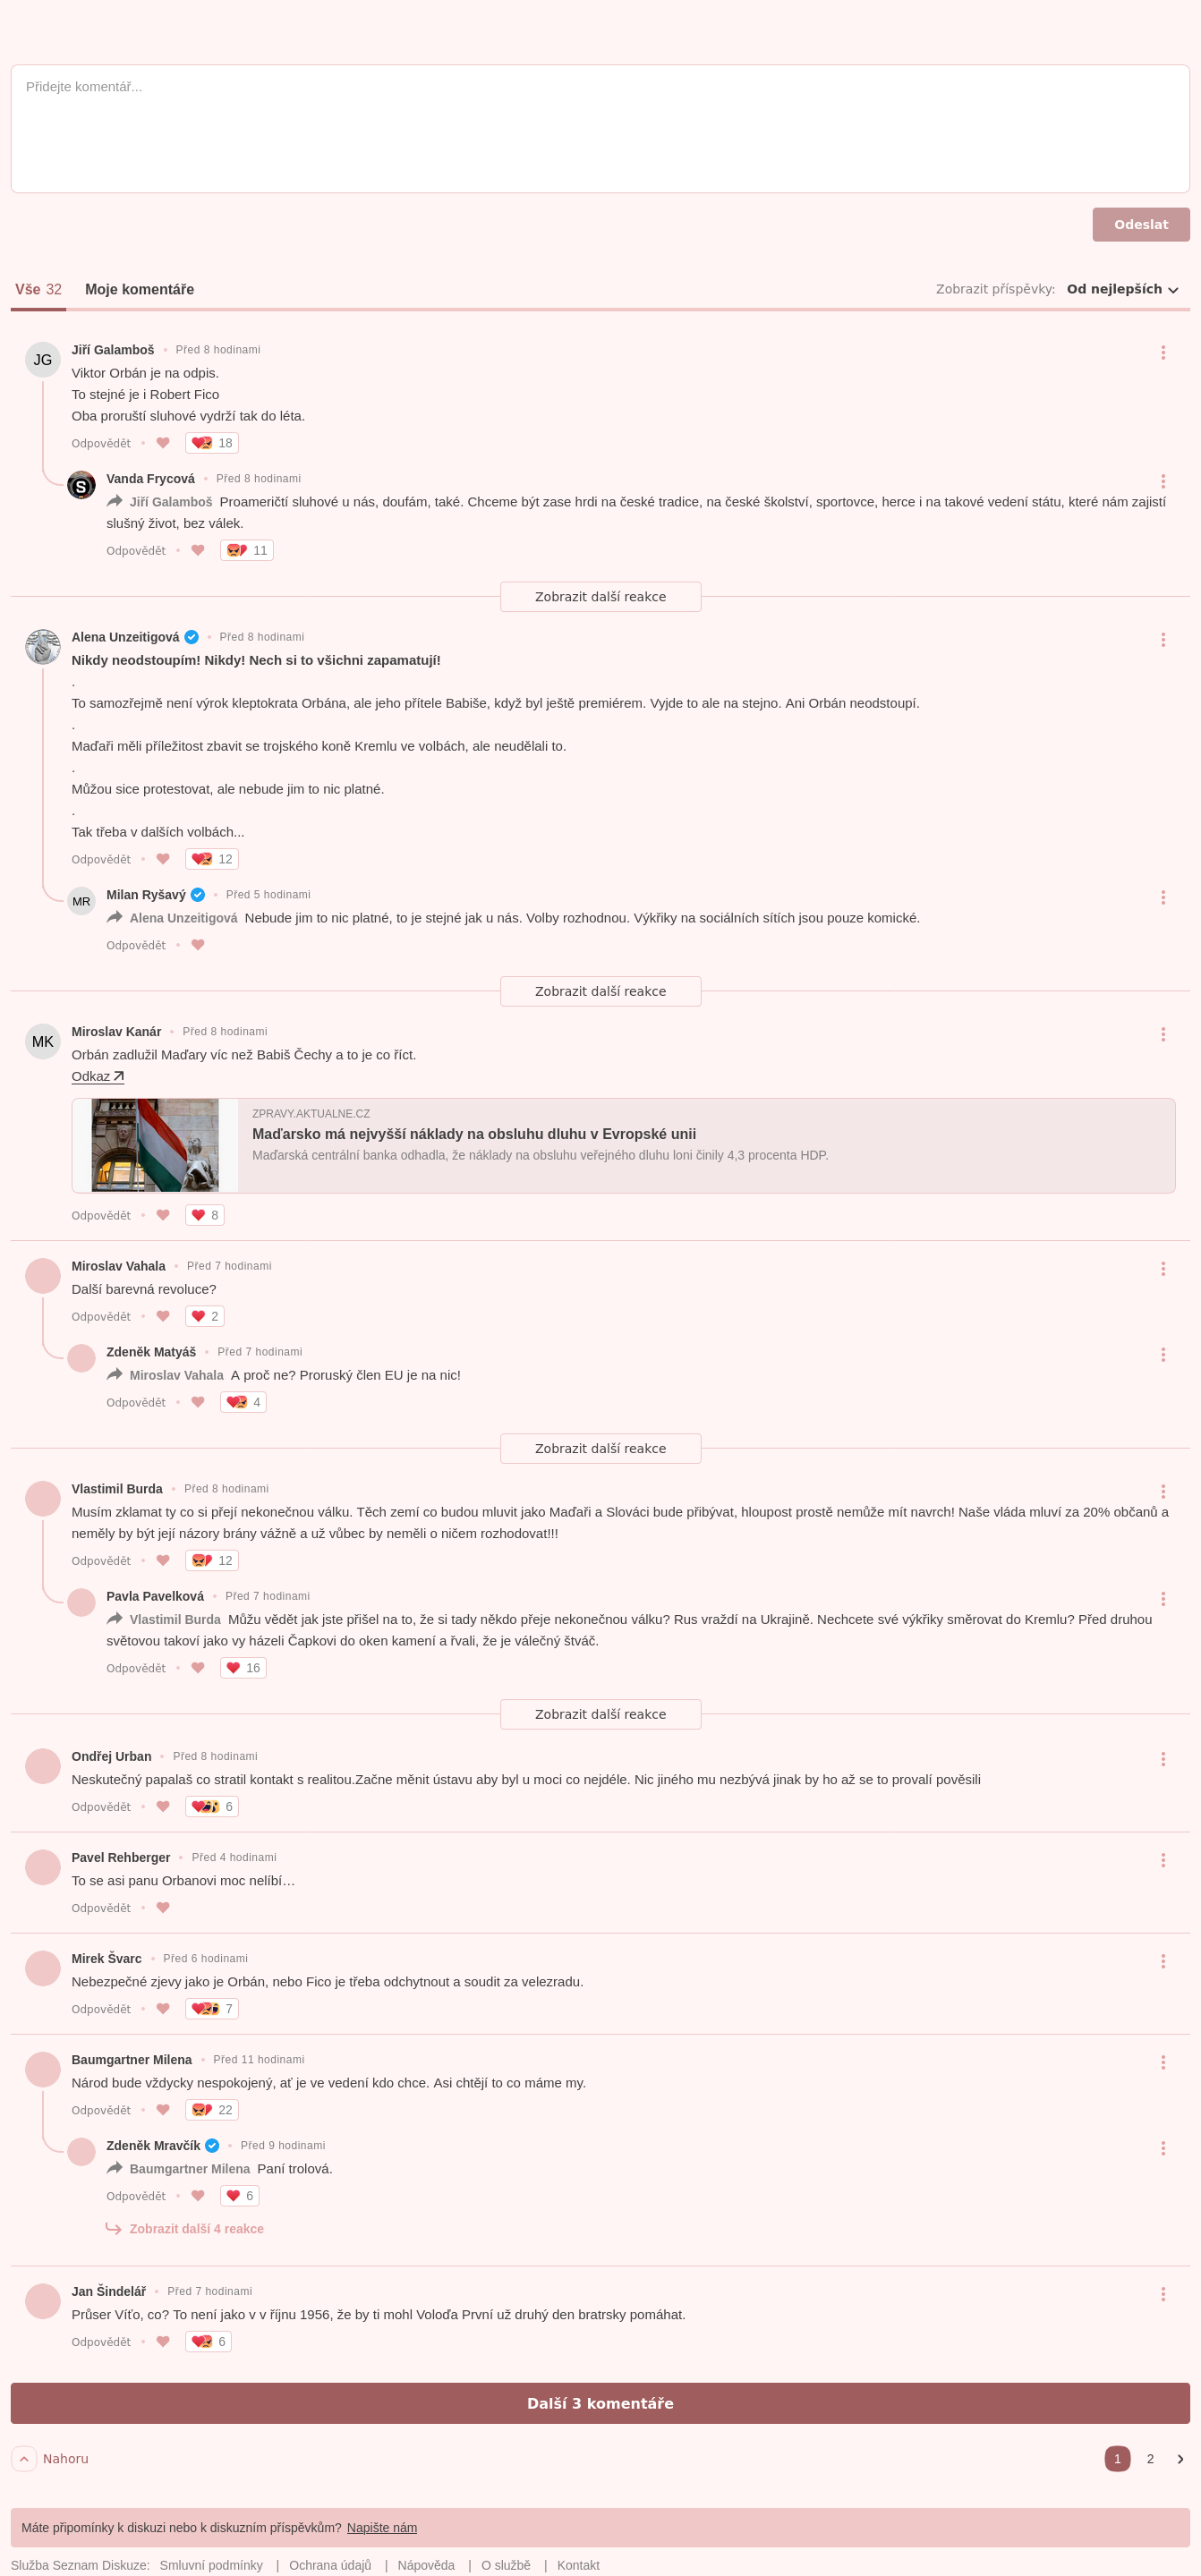 Přidejte komentář...
Odeslat
Vše 32 Moje komentáře Zobrazit příspěvky: Od nejlepších
JG Jiří Galamboš • Před 8 hodinami
Viktor Orbán je na odpis.
To stejné je i Robert Fico
Oba proruští sluhové vydrží tak do léta.
Odpovědět • 18
S Vanda Frycová • Před 8 hodinami
Jiří Galamboš Proameričtí sluhové u nás, doufám, také. Chceme být zase hrdi na české tradice, na české školství, sportovce, herce i na takové vedení státu, které nám zajistí
slušný život, bez válek.
Odpovědět • 11
Zobrazit další reakce
Alena Unzeitigová • Před 8 hodinami
Nikdy neodstoupím! Nikdy! Nech si to všichni zapamatují!
.
To samozřejmě není výrok kleptokrata Orbána, ale jeho přítele Babiše, když byl ještě premiérem. Vyjde to ale na stejno. Ani Orbán neodstoupí.
.
Maďaři měli příležitost zbavit se trojského koně Kremlu ve volbách, ale neudělali to.
.
Můžou sice protestovat, ale nebude jim to nic platné.
.
Tak třeba v dalších volbách...
Odpovědět • 12
MR Milan Ryšavý • Před 5 hodinami
Alena Unzeitigová Nebude jim to nic platné, to je stejné jak u nás. Volby rozhodnou. Výkřiky na sociálních sítích jsou pouze komické.
Odpovědět •
Zobrazit další reakce
MK Miroslav Kanár • Před 8 hodinami
Orbán zadlužil Maďary víc než Babiš Čechy a to je co říct.
Odkaz
ZPRAVY.AKTUALNE.CZ
Maďarsko má nejvyšší náklady na obsluhu dluhu v Evropské unii
Maďarská centrální banka odhadla, že náklady na obsluhu veřejného dluhu loni činily 4,3 procenta HDP.
Odpovědět • 8
Miroslav Vahala • Před 7 hodinami
Další barevná revoluce?
Odpovědět • 2
Zdeněk Matyáš • Před 7 hodinami
Miroslav Vahala A proč ne? Proruský člen EU je na nic!
Odpovědět • 4
Zobrazit další reakce
Vlastimil Burda • Před 8 hodinami
Musím zklamat ty co si přejí nekonečnou válku. Těch zemí co budou mluvit jako Maďaři a Slováci bude přibývat, hloupost prostě nemůže mít navrch! Naše vláda mluví za 20% občanů a
neměly by být její názory brány vážně a už vůbec by neměli o ničem rozhodovat!!!
Odpovědět • 12
Pavla Pavelková • Před 7 hodinami
Vlastimil Burda Můžu vědět jak jste přišel na to, že si tady někdo přeje nekonečnou válku? Rus vraždí na Ukrajině. Nechcete své výkřiky směrovat do Kremlu? Před druhou
světovou takoví jako vy házeli Čapkovi do oken kamení a řvali, že je válečný štváč.
Odpovědět • 16
Zobrazit další reakce
Ondřej Urban • Před 8 hodinami
Neskutečný papalaš co stratil kontakt s realitou.Začne měnit ústavu aby byl u moci co nejdéle. Nic jiného mu nezbývá jinak by ho až se to provalí pověsili
Odpovědět • 6
Pavel Rehberger • Před 4 hodinami
To se asi panu Orbanovi moc nelíbí…
Odpovědět •
Mirek Švarc • Před 6 hodinami
Nebezpečné zjevy jako je Orbán, nebo Fico je třeba odchytnout a soudit za velezradu.
Odpovědět • 7
Baumgartner Milena • Před 11 hodinami
Národ bude vždycky nespokojený, ať je ve vedení kdo chce. Asi chtějí to co máme my.
Odpovědět • 22
Zdeněk Mravčík • Před 9 hodinami
Baumgartner Milena Paní trolová.
Odpovědět • 6
Zobrazit další 4 reakce
Jan Šindelář • Před 7 hodinami
Průser Víťo, co? To není jako v v říjnu 1956, že by ti mohl Voloďa První už druhý den bratrsky pomáhat.
Odpovědět • 6
Další 3 komentáře
Nahoru 1 2
Máte připomínky k diskuzi nebo k diskuzním příspěvkům? Napište nám
Služba Seznam Diskuze: Smluvní podmínky | Ochrana údajů | Nápověda | O službě | Kontakt